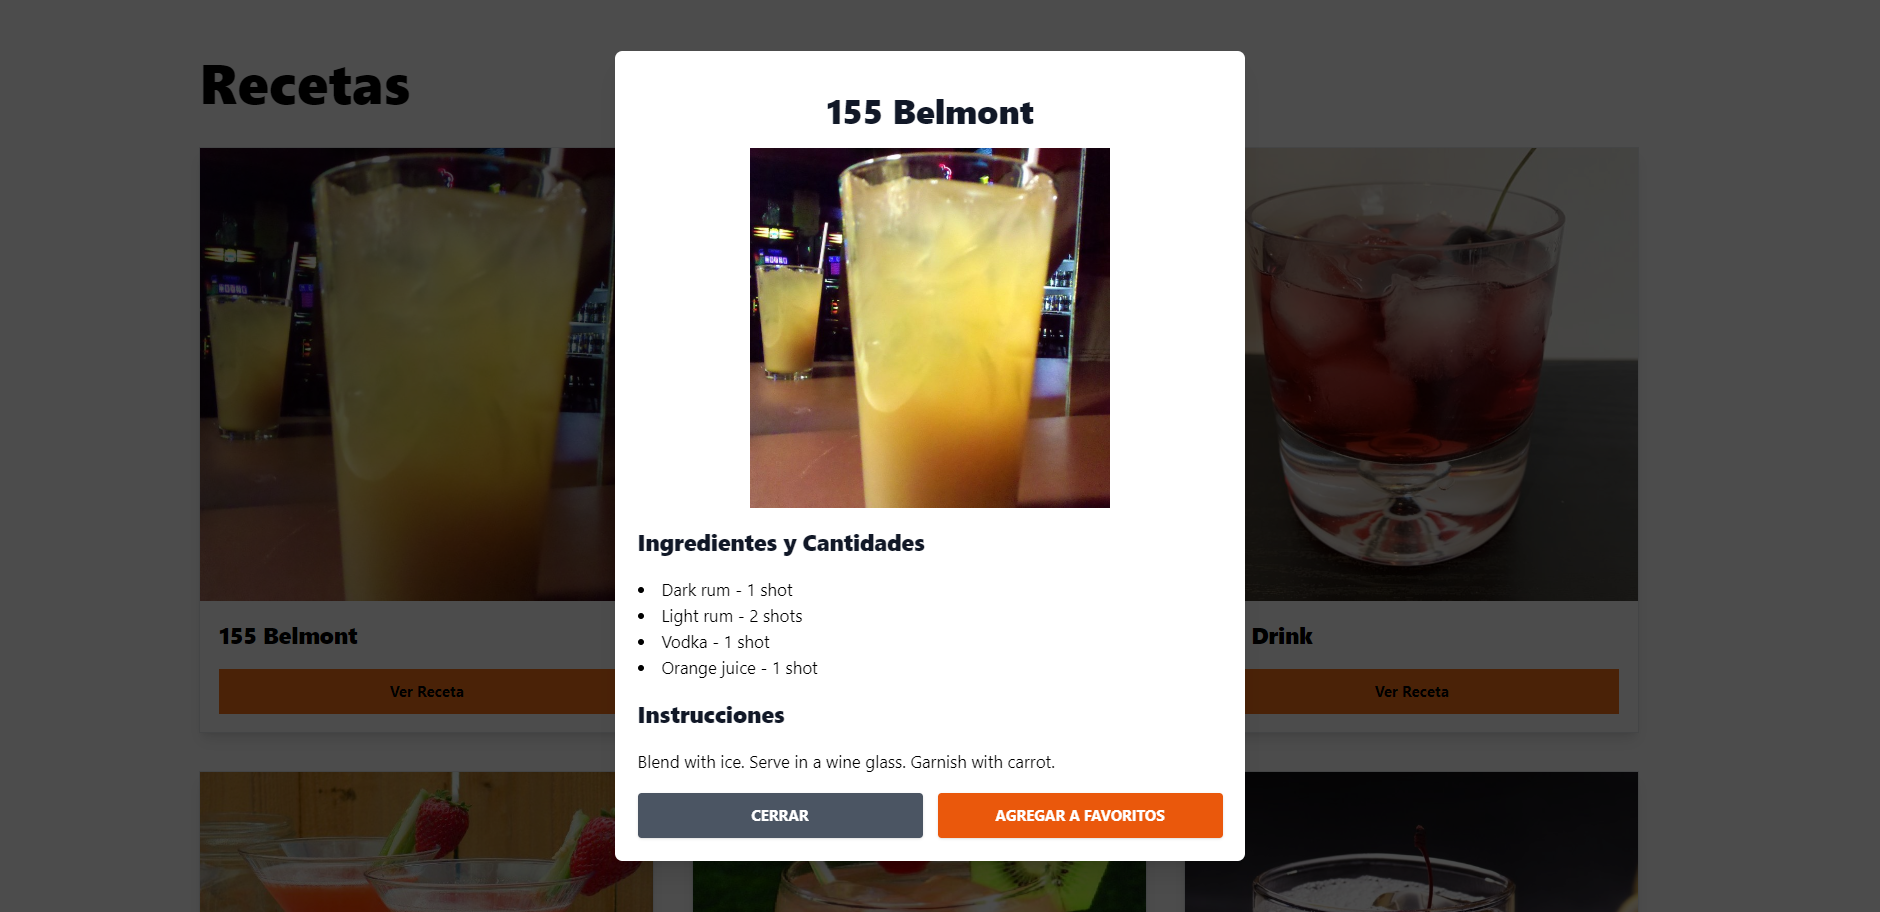 Recetas
155 Belmont
Ingredientes y Cantidades
Dark rum - 1 shot
Light rum - 2 shots
Vodka - 1 shot
Orange juice - 1 shot
Instrucciones
Blend with ice. Serve in a wine glass. Garnish with carrot.
CERRAR
AGREGAR A FAVORITOS
155 Belmont
Ver Receta
Drink
Ver Receta